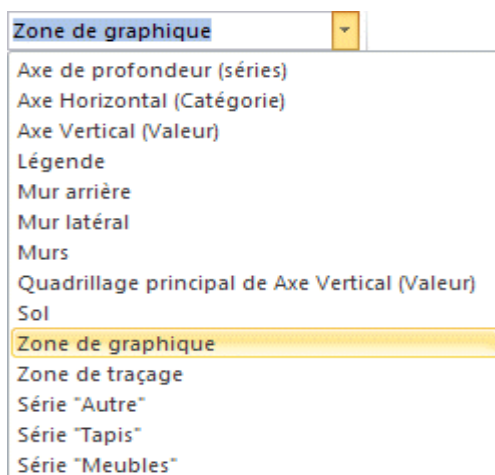 Zone de graphique
Axe de profondeur (séries)
Axe Horizontal (Catégorie)
Axe Vertical (Valeur)
Légende
Mur arrière
Mur latéral
Murs
Quadrillage principal de Axe Vertical (Valeur)
Sol
Zone de graphique
Zone de traçage
Série "Autre"
Série "Tapis"
Série "Meubles"